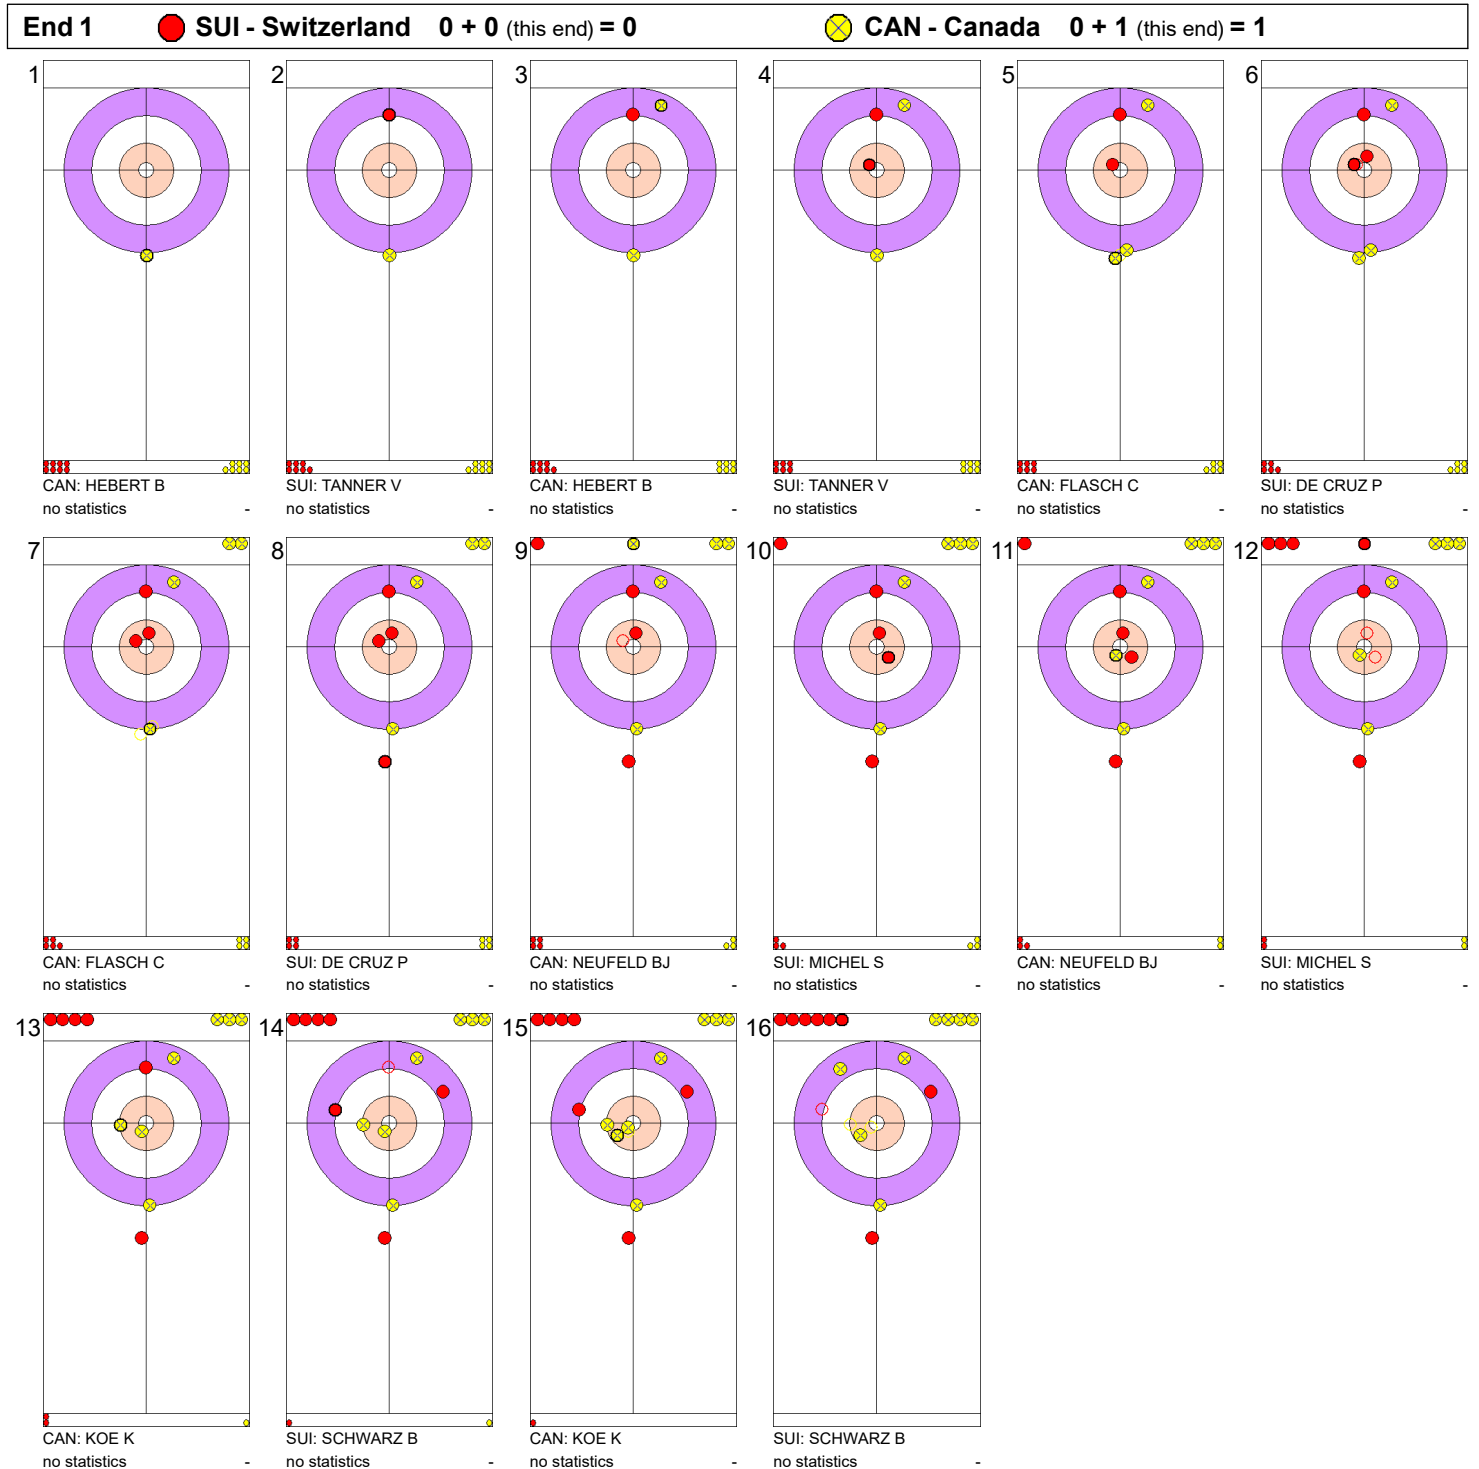 End 1 SUI - Switzerland 0 + 0 (this end) = 0 CAN - Canada 0 + 1 (this end) = 1
1 2 3 4 5 6
CAN: HEBERT B SUI: TANNER V CAN: HEBERT B SUI: TANNER V CAN: FLASCH C SUI: DE CRUZ P
no statistics - no statistics - no statistics - no statistics - no statistics - no statistics -
7 8 9 10 11 12
CAN: FLASCH C SUI: DE CRUZ P CAN: NEUFELD BJ SUI: MICHEL S CAN: NEUFELD BJ SUI: MICHEL S
no statistics - no statistics - no statistics - no statistics - no statistics - no statistics -
13 14 15 16
CAN: KOE K SUI: SCHWARZ B CAN: KOE K SUI: SCHWARZ B
no statistics - no statistics - no statistics - no statistics -